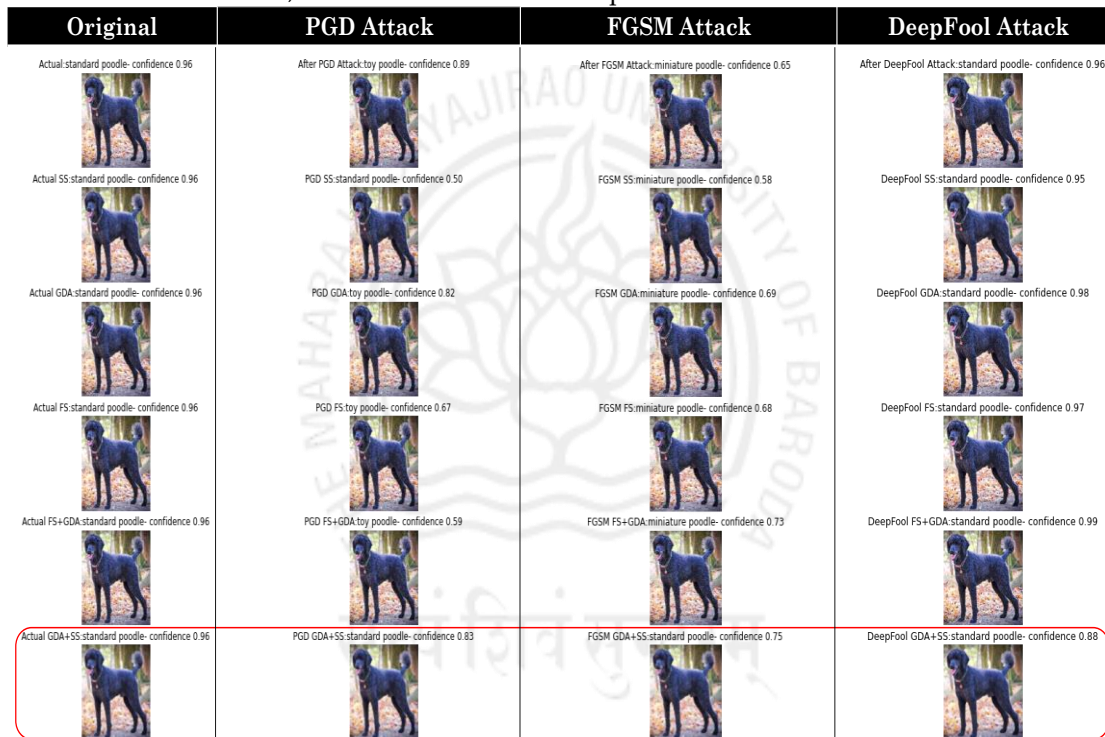 Original PGD Attack FGSM Attack DeepFool Attack
Actual:standard poodle- confidence 0.96 After PGD Attack:toy poodle- confidence 0.89 After FGSM Attack:miniature poodle- confidence 0.65 After DeepFool Attack:standard poodle- confidence 0.96
Actual SS:standard poodle- confidence 0.96 PGD SS:standard poodle- confidence 0.50 FGSM SS:miniature poodle- confidence 0.58 DeepFool SS:standard poodle- confidence 0.95
Actual GDA:standard poodle- confidence 0.96 PGD GDA:toy poodle- confidence 0.82 FGSM GDA:miniature poodle- confidence 0.69 DeepFool GDA:standard poodle- confidence 0.98
Actual FS:standard poodle- confidence 0.96 PGD FS:toy poodle- confidence 0.67 FGSM FS:miniature poodle- confidence 0.68 DeepFool FS:standard poodle- confidence 0.97
Actual FS+GDA:standard poodle- confidence 0.96 PGD FS+GDA:toy poodle- confidence 0.59 FGSM FS+GDA:miniature poodle- confidence 0.73 DeepFool FS+GDA:standard poodle- confidence 0.99
Actual GDA+SS:standard poodle- confidence 0.96 PGD GDA+SS:standard poodle- confidence 0.83 FGSM GDA+SS:standard poodle- confidence 0.75 DeepFool GDA+SS:standard poodle- confidence 0.88
OF BARODA